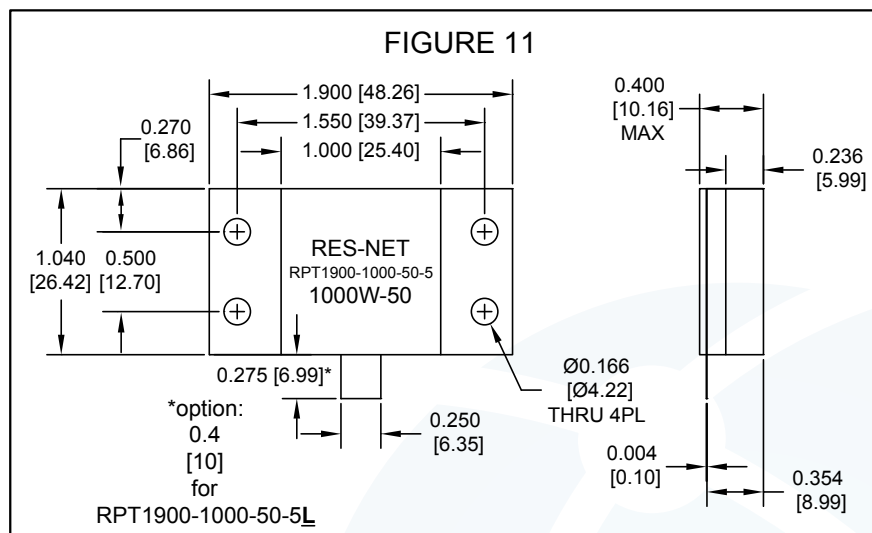 FIGURE 11
1.900 [48.26]
1.550 [39.37]
1.000 [25.40]
0.270
[6.86]
1.040
[26.42]
0.500
[12.70]
RES-NET
RPT1900-1000-50-5
1000W-50
0.275 [6.99]*
*option:
0.4
[10]
for
RPT1900-1000-50-5L
0.250
[6.35]
Ø0.166
[Ø4.22]
THRU 4PL
0.400
[10.16]
MAX
0.236
[5.99]
0.004
[0.10]
0.354
[8.99]